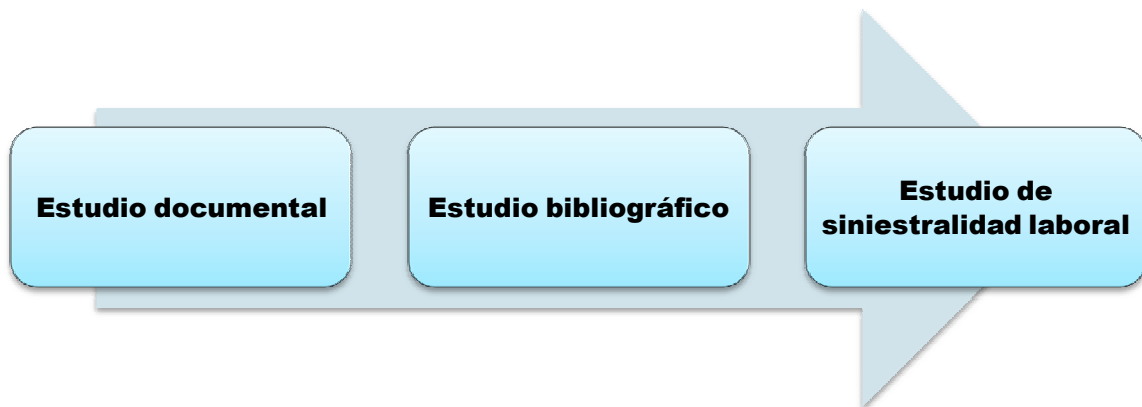 Estudio documental
Estudio bibliográfico
Estudio de
siniestralidad laboral